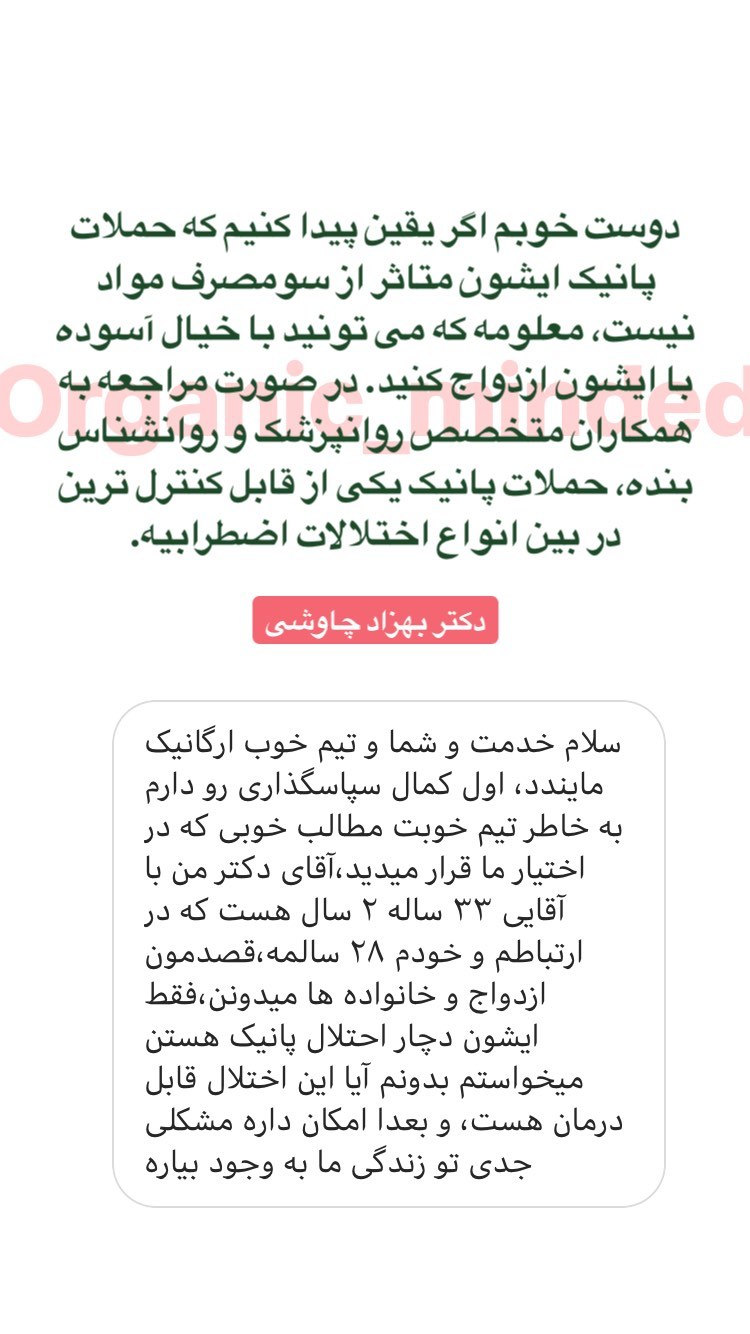 دوست خوبم اگر یقین پیدا کنیم که حملات
پانیک ایشون متاثر از سومصرف مواد
نیست، معلومه که می تونید با خیال آسوده
با ایشون ازدواج کنید. در صورت مراجعه به
Organic_minded
همکاران متخصص روانپزشک و روانشناس
بنده، حملات پانیک یکی از قابل کنترل ترین
در بین انواع اختلالات اضطرابیه.
دکتر بهزاد چاوشی
سلام خدمت و شما و تیم خوب ارگانیک
مایندد، اول کمال سپاسگذاری رو دارم
به خاطر تیم خوبت مطالب خوبی که در
اختیار ما قرار میدید،آقای دکتر من با
آقایی ۳۳ ساله ۲ سال هست که در
ارتباطم و خودم ۲۸ سالمه،قصدمون
ازدواج و خانواده ها میدونن،فقط
ایشون دچار احتلال پانیک هستن
میخواستم بدونم آیا این اختلال قابل
درمان هست، و بعدا امکان داره مشکلی
جدی تو زندگی ما به وجود بیاره